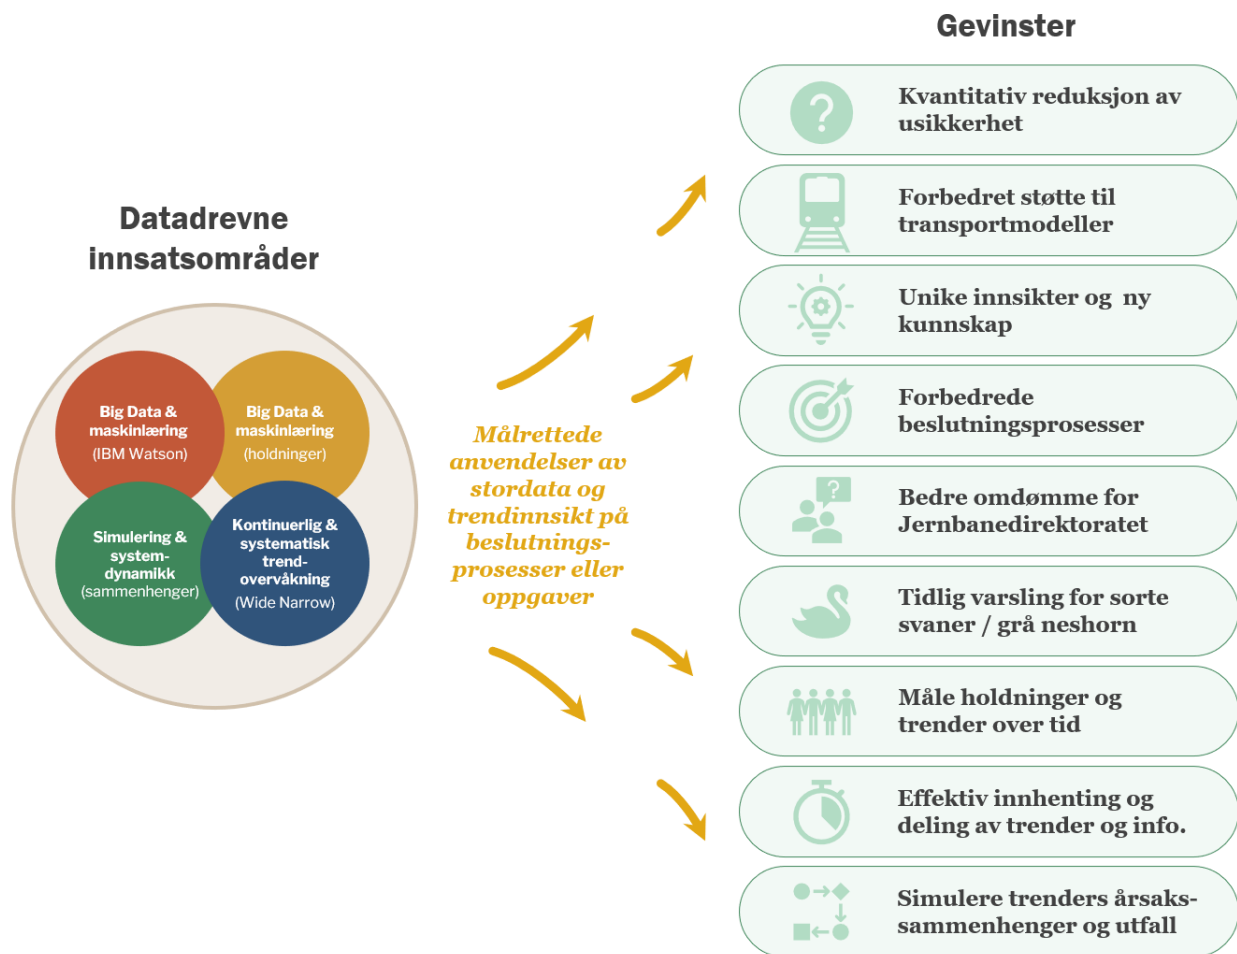 Datadrevne
innsatsområder
Big Data &
maskinlæring
(IBM Watson)
Big Data &
maskinlæring
(holdninger)
Simulering &
system-
dynamikk
(sammenhenger)
Kontinuerlig &
systematisk
trend-
overvåkning
(Wide Narrow)
Målrettede
anvendelser av
stordata og
trendinnsikt på
beslutnings-
prosesser eller
oppgaver
Gevinster
?
Kvantitativ reduksjon av
usikkerhet
Forbedret støtte til
transportmodeller
Unike innsikter og ny
kunnskap
Forbedrede
beslutningsprosesser
?
Bedre omdømme for
Jernbanedirektoratet
Tidlig varsling for sorte
svaner / grå neshorn
Måle holdninger og
trender over tid
Effektiv innhenting og
deling av trender og info.
Simulere trenders årsaks-
sammenhenger og utfall